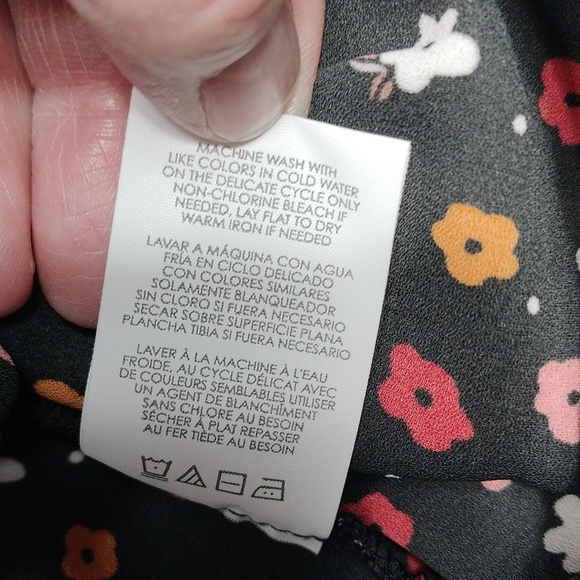 MACHINE WASH WITH
LIKE COLORS IN COLD WATER
ON THE DELICATE CYCLE ONLY
NON-CHLORINE BLEACH IF
NEEDED, LAY FLAT TO DRY
WARM IRON IF NEEDED
LAVAR A MÁQUINA CON AGUA
FRÍA EN CICLO DELICADO
CON COLORES SIMILARES
SOLAMENTE BLANQUEADOR
SIN CLORO SI FUERA NECESARIO
SECAR SOBRE SUPERFICIE PLANA
PLANCHA TIBIA SI FUERA NECESARIO
LAVER À LA MACHINE À L'EAU
FROIDE, AU CYCLE DÉLICAT AVEC
DE COULEURS SEMBLABLES UTILISER
UN AGENT DE BLANCHIMENT
SANS CHLORE AU BESOIN
SÉCHER À PLAT REPASSER
AU FER TIÈDE AU BESOIN